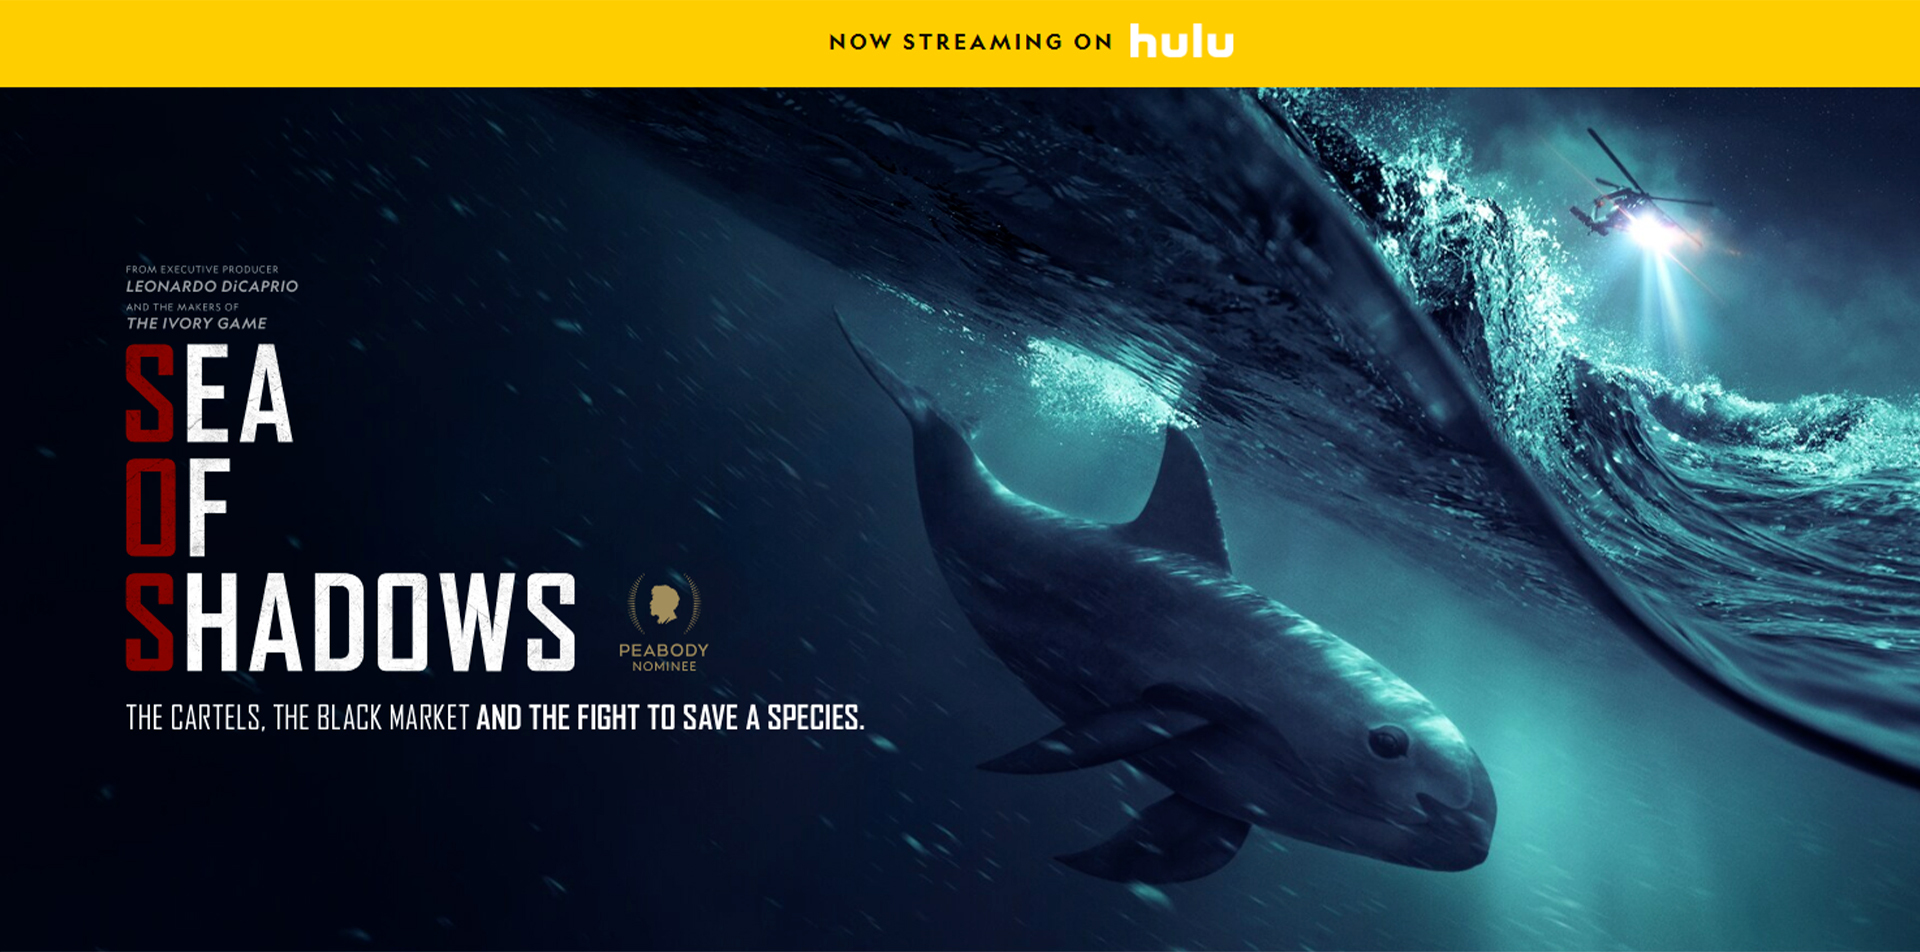 NOW STREAMING ON hulu
FROM EXECUTIVE PRODUCER
LEONARDO DiCAPRIO
AND THE MAKERS OF
THE IVORY GAME
SEA
OF
SHADOWS
PEABODY
NOMINEE
THE CARTELS, THE BLACK MARKET AND THE FIGHT TO SAVE A SPECIES.